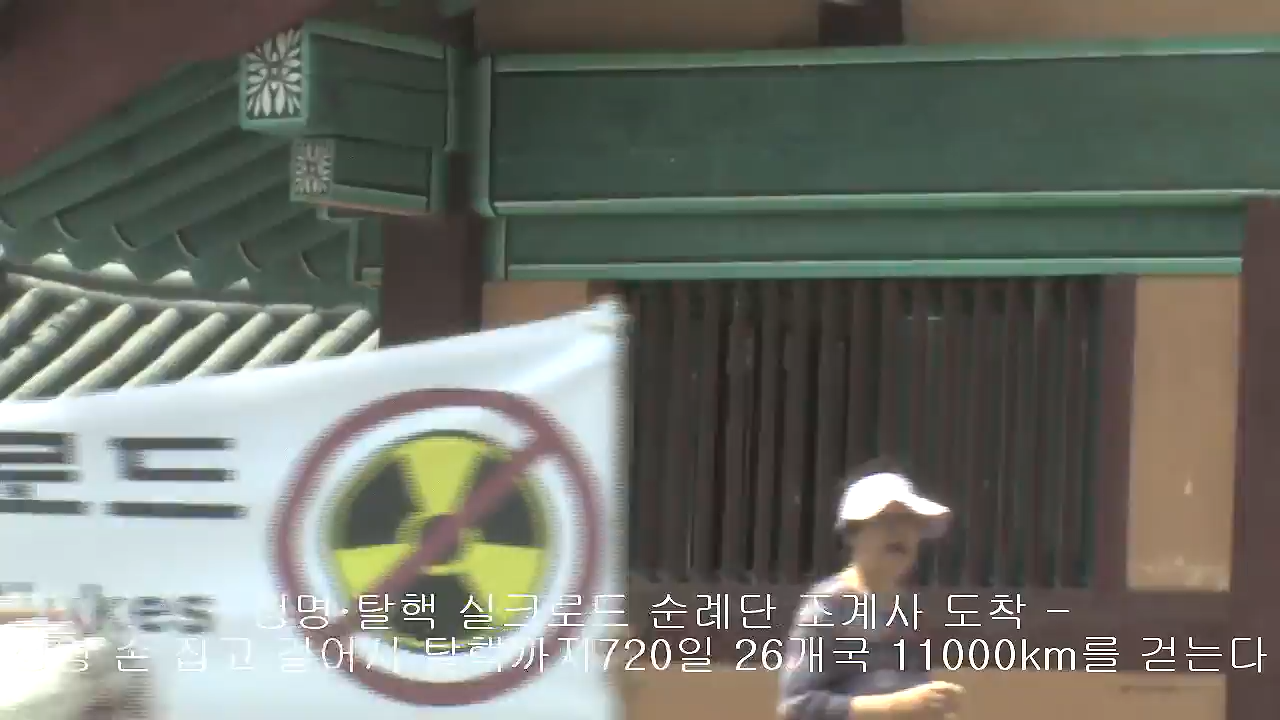 로드
Nukes
생명·탈핵 실크로드 순례단 조계사 도착 -
손 잡고 걸어서 탈핵까지720일 26개국 11000km를 걷는다